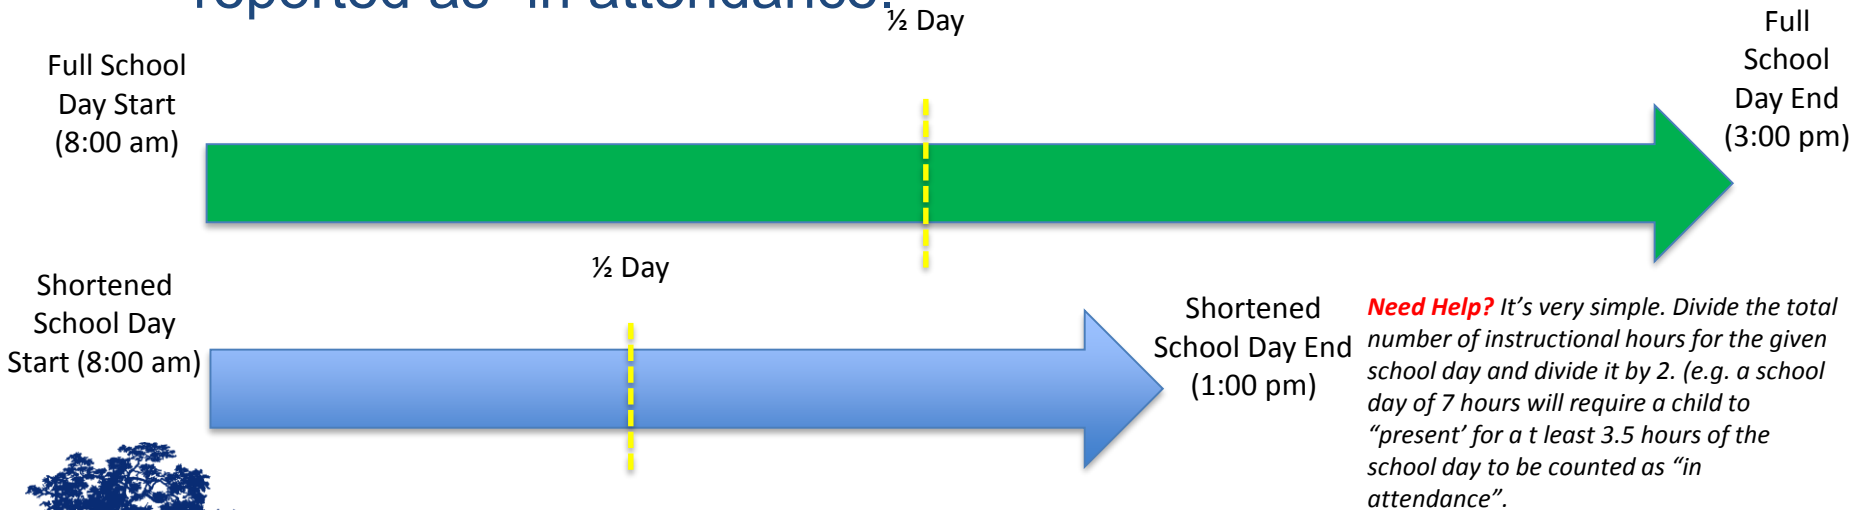 reported as "in attendance.
½ Day
Full School
Day Start
(8:00 am)
Full
School
Day End
(3:00 pm)
½ Day
Shortened
School Day
Start (8:00 am)
Shortened
School Day End
(1:00 pm)
Need Help? It's very simple. Divide the total
number of instructional hours for the given
school day and divide it by 2. (e.g. a school
day of 7 hours will require a child to
“present’ for a t least 3.5 hours of the
school day to be counted as “in
attendance”.